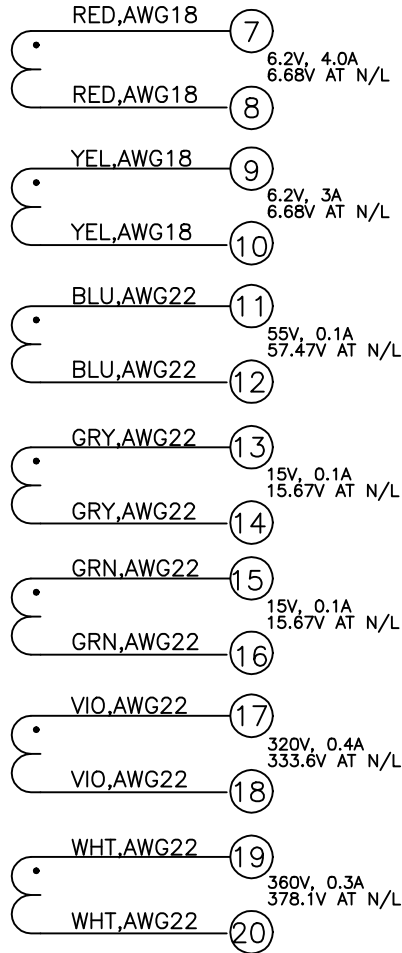 RED,AWG18
7
6.2V, 4.0A
6.68V AT N/L
RED,AWG18
8
YEL,AWG18
9
6.2V, 3A
6.68V AT N/L
YEL,AWG18
10
BLU,AWG22
11
55V, 0.1A
57.47V AT N/L
BLU,AWG22
12
GRY,AWG22
13
15V, 0.1A
15.67V AT N/L
GRY,AWG22
14
GRN,AWG22
15
15V, 0.1A
15.67V AT N/L
GRN,AWG22
16
VIO,AWG22
17
320V, 0.4A
333.6V AT N/L
VIO,AWG22
18
WHT,AWG22
19
360V, 0.3A
378.1V AT N/L
WHT,AWG22
20